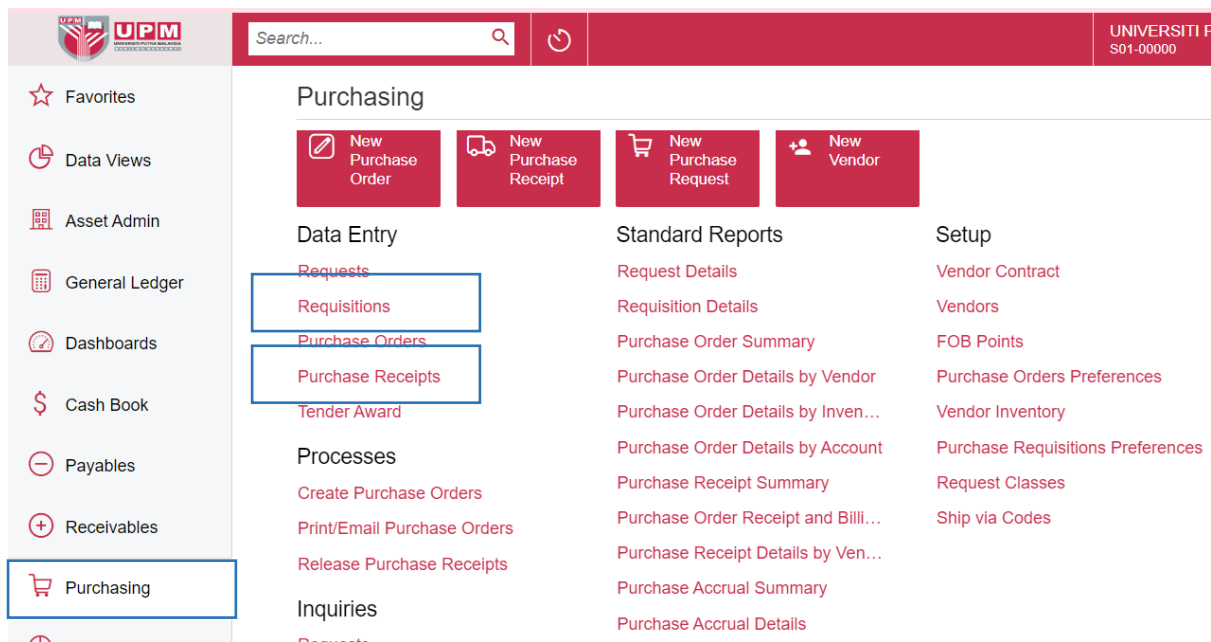 UPM
UPM
UNIVERSITI PUTRA MALAYSIA
Search...
UNIVERSITI
S01-00000
Favorites
Data Views
Asset Admin
General Ledger
Dashboards
Cash Book
Payables
Receivables
Purchasing
Purchasing
New
Purchase
Order
New
Purchase
Receipt
New
Purchase
Request
New
Vendor
Data Entry
Requests
Requisitions
Purchase Orders
Purchase Receipts
Tender Award
Processes
Create Purchase Orders
Print/Email Purchase Orders
Release Purchase Receipts
Inquiries
Standard Reports
Request Details
Requisition Details
Purchase Order Summary
Purchase Order Details by Vendor
Purchase Order Details by Inven...
Purchase Order Details by Account
Purchase Receipt Summary
Purchase Order Receipt and Billi...
Purchase Receipt Details by Ven...
Purchase Accrual Summary
Purchase Accrual Details
Setup
Vendor Contract
Vendors
FOB Points
Purchase Orders Preferences
Vendor Inventory
Purchase Requisitions Preferences
Request Classes
Ship via Codes